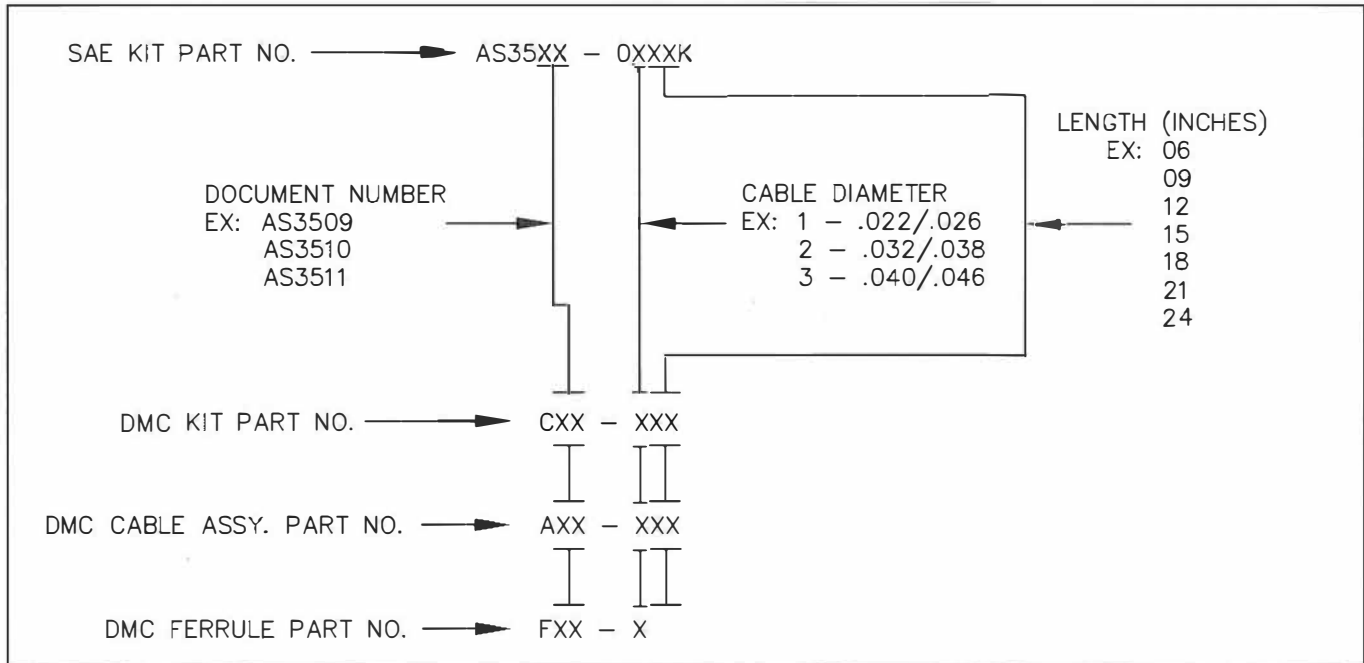 SAE KIT PART NO.
AS35XX - 0XXXK
LENGTH (INCHES)
EX: 06
09
12
15
18
21
24
DOCUMENT NUMBER
EX: AS3509
AS3510
AS3511
CABLE DIAMETER
EX: 1 - .022/.026
2 - .032/.038
3 - .040/.046
DMC KIT PART NO.
CXX - XXX
DMC CABLE ASSY. PART NO.
AXX - XXX
DMC FERRULE PART NO.
FXX - X